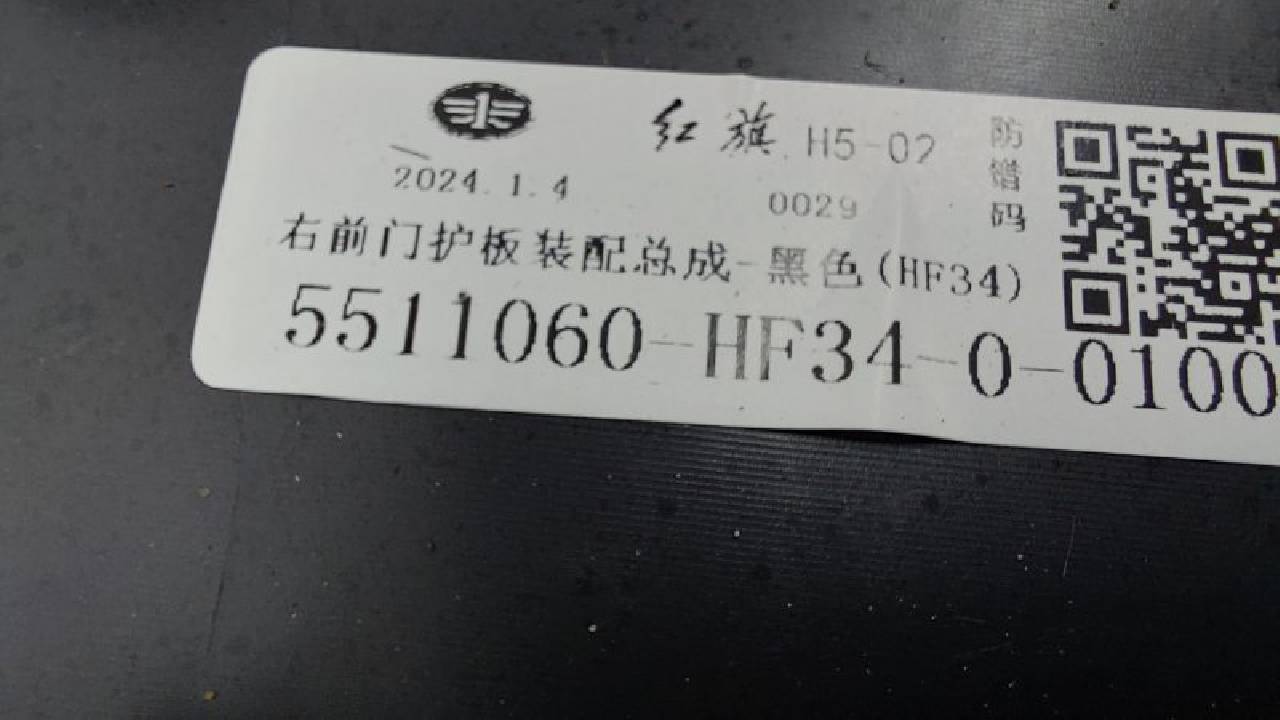 红旗 H5-02
2024.1.4
0029
防错码
右前门护板装配总成-黑色(HF34)
5511060-HF34-0-0100